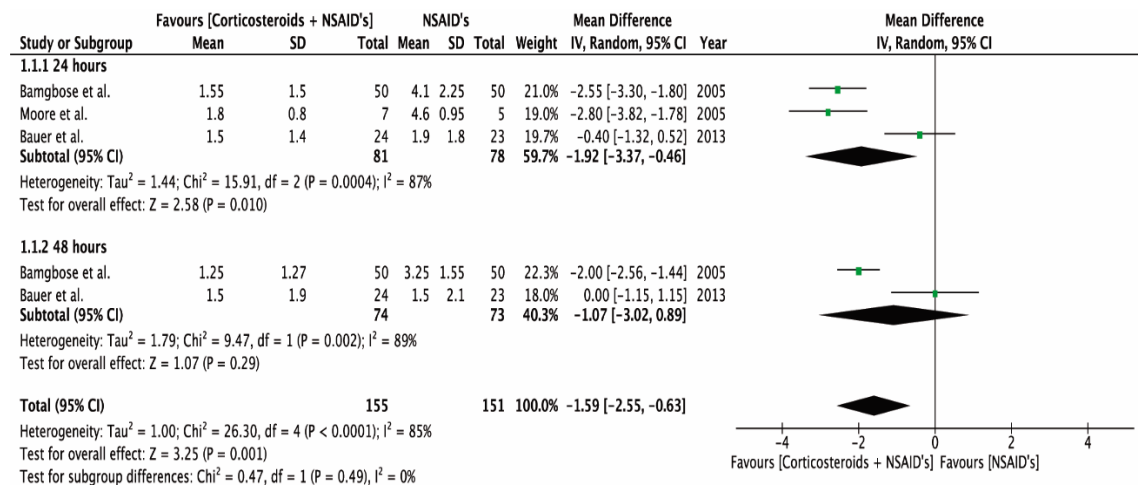 Favours [Corticosteroids + NSAID's] NSAID's Mean Difference Mean Difference
Study or Subgroup Mean SD Total Mean SD Total Weight IV, Random, 95% CI Year IV, Random, 95% CI
1.1.1 24 hours
Bamgbose et al. 1.55 1.5 50 4.1 2.25 50 21.0% −2.55 [−3.30, −1.80] 2005
Moore et al. 1.8 0.8 7 4.6 0.95 5 19.0% −2.80 [−3.82, −1.78] 2005
Bauer et al. 1.5 1.4 24 1.9 1.8 23 19.7% −0.40 [−1.32, 0.52] 2013
Subtotal (95% CI) 81 78 59.7% −1.92 [−3.37, −0.46]
Heterogeneity: Tau² = 1.44; Chi² = 15.91, df = 2 (P = 0.0004); I² = 87%
Test for overall effect: Z = 2.58 (P = 0.010)
1.1.2 48 hours
Bamgbose et al. 1.25 1.27 50 3.25 1.55 50 22.3% −2.00 [−2.56, −1.44] 2005
Bauer et al. 1.5 1.9 24 1.5 2.1 23 18.0% 0.00 [−1.15, 1.15] 2013
Subtotal (95% CI) 74 73 40.3% −1.07 [−3.02, 0.89]
Heterogeneity: Tau² = 1.79; Chi² = 9.47, df = 1 (P = 0.002); I² = 89%
Test for overall effect: Z = 1.07 (P = 0.29)
Total (95% CI) 155 151 100.0% −1.59 [−2.55, −0.63]
Heterogeneity: Tau² = 1.00; Chi² = 26.30, df = 4 (P < 0.0001); I² = 85%
−4 −2 0 2 4
Test for overall effect: Z = 3.25 (P = 0.001)
Favours [Corticosteroids + NSAID's] Favours [NSAID's]
Test for subgroup differences: Chi² = 0.47, df = 1 (P = 0.49), I² = 0%